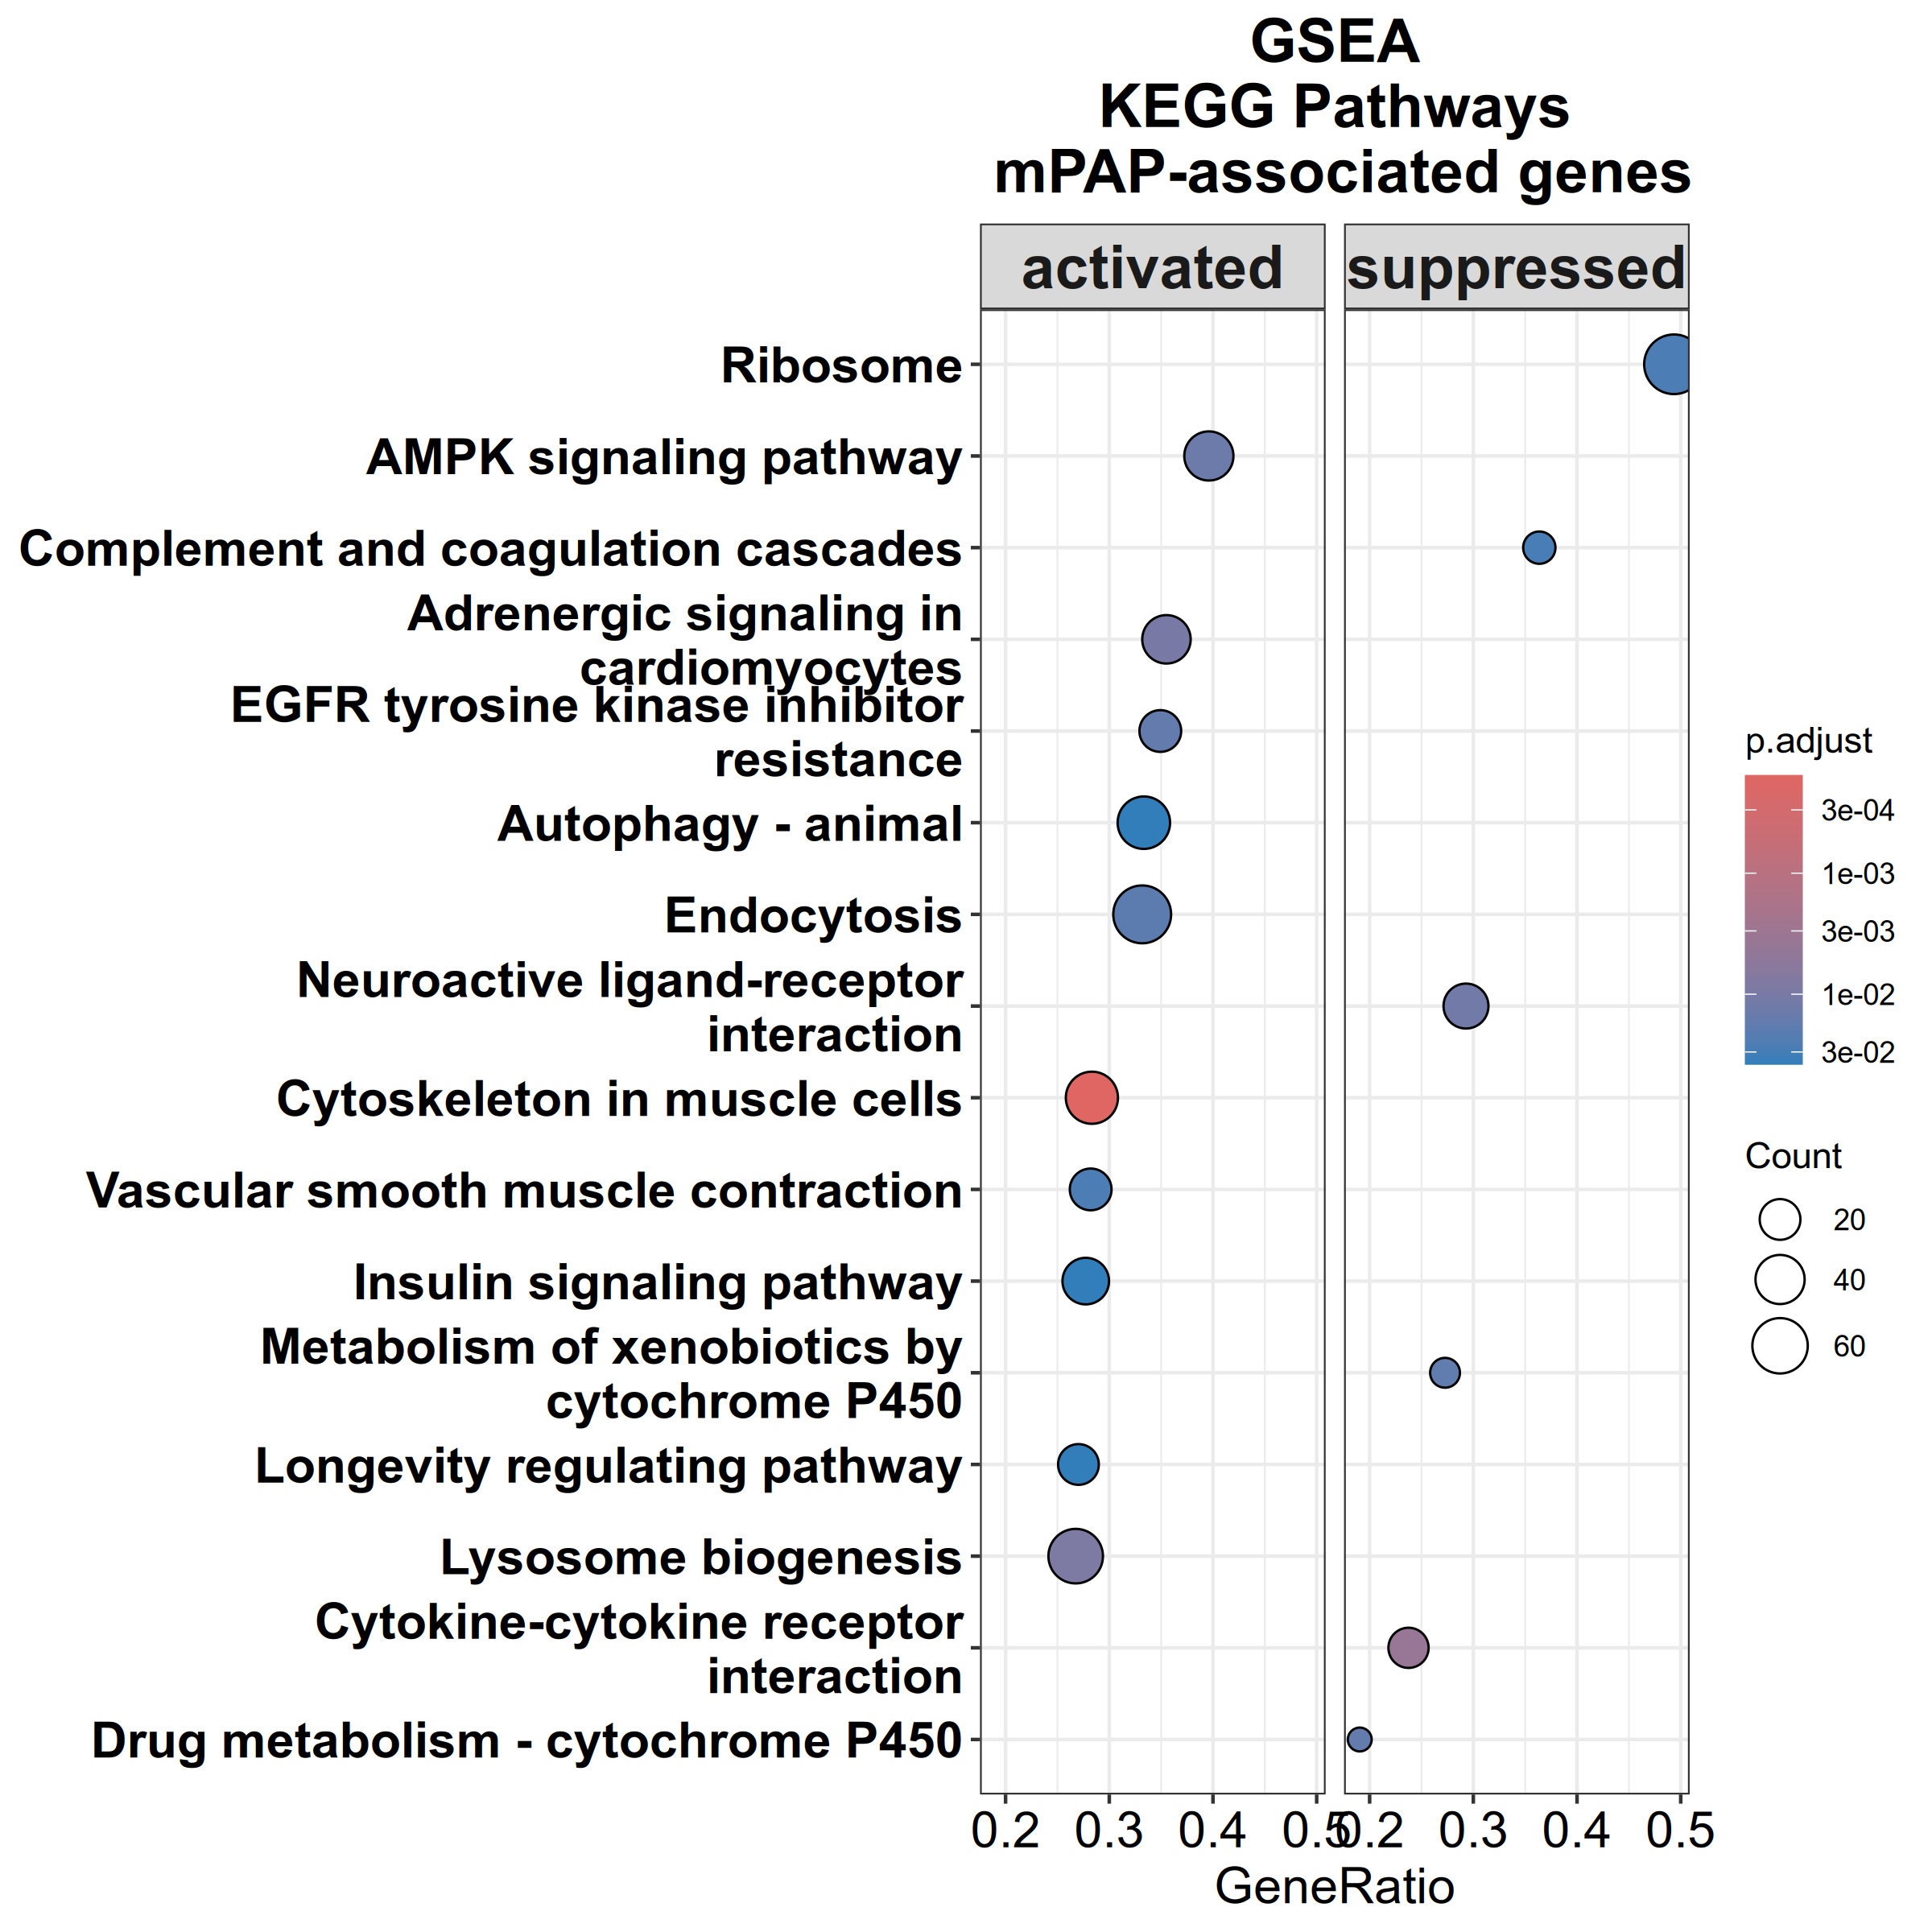 GSEA
KEGG Pathways
mPAP-associated genes
activated
suppressed
Ribosome
AMPK signaling pathway
Complement and coagulation cascades
Adrenergic signaling in
cardiomyocytes
EGFR tyrosine kinase inhibitor
resistance
Autophagy - animal
Endocytosis
Neuroactive ligand-receptor
interaction
Cytoskeleton in muscle cells
Vascular smooth muscle contraction
Insulin signaling pathway
Metabolism of xenobiotics by
cytochrome P450
Longevity regulating pathway
Lysosome biogenesis
Cytokine-cytokine receptor
interaction
Drug metabolism - cytochrome P450
0.2 0.3 0.4 0.5
0.2 0.3 0.4 0.5
GeneRatio
p.adjust
3e-04
1e-03
3e-03
1e-02
3e-02
Count
20
40
60